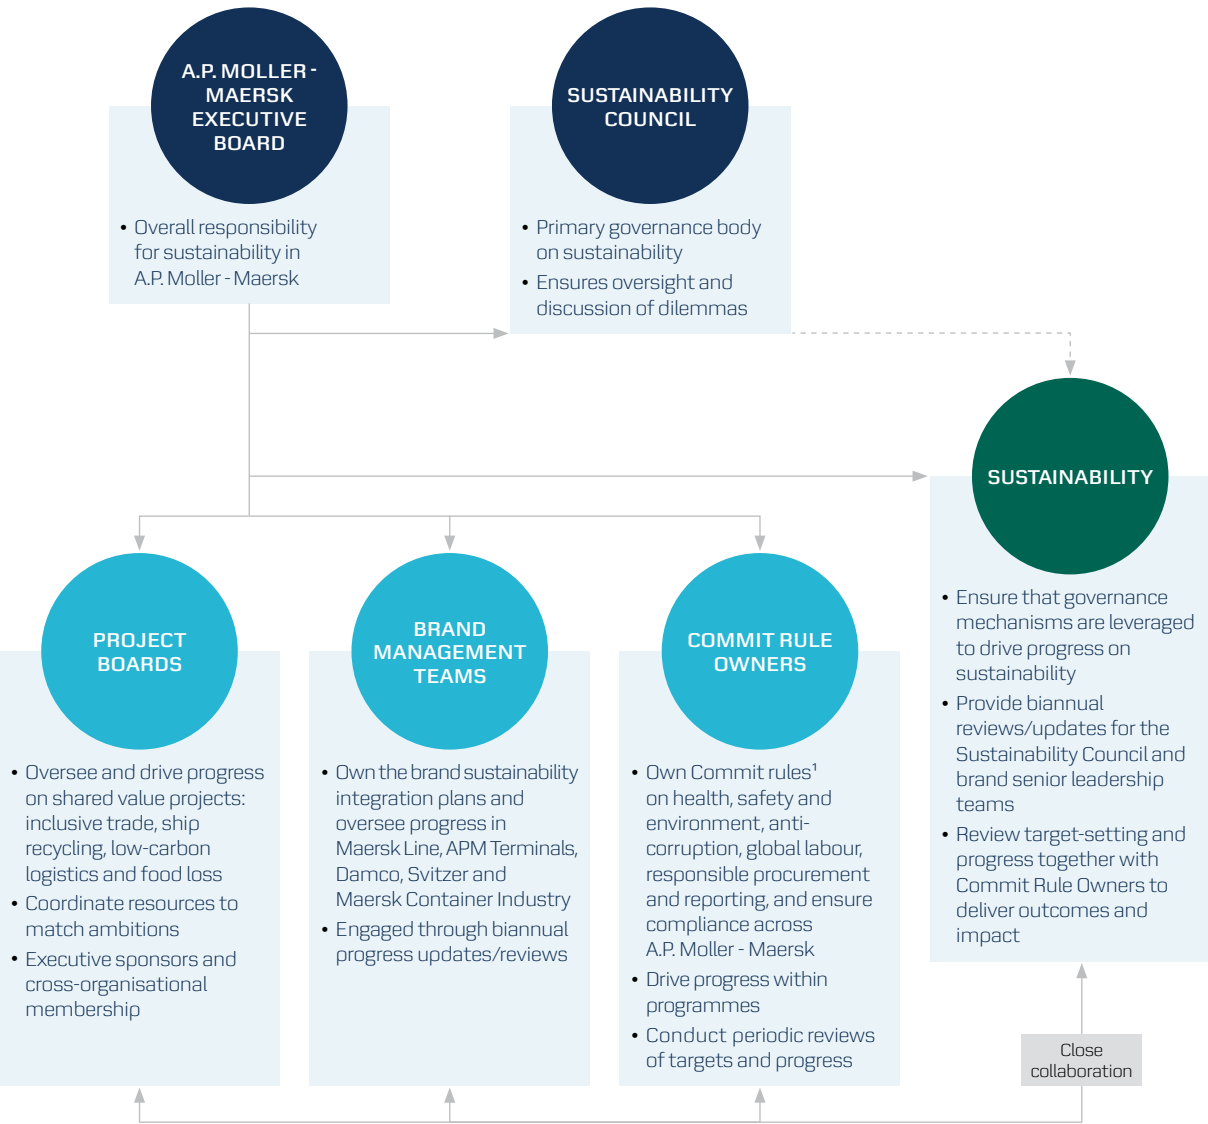 A.P. MOLLER -
MAERSK
EXECUTIVE
BOARD
• Overall responsibility
for sustainability in
A.P. Moller - Maersk
SUSTAINABILITY
COUNCIL
• Primary governance body
on sustainability
• Ensures oversight and
discussion of dilemmas
SUSTAINABILITY
• Ensure that governance
mechanisms are leveraged
to drive progress on
sustainability
• Provide biannual
reviews/updates for the
Sustainability Council and
brand senior leadership
teams
• Review target-setting and
progress together with
Commit Rule Owners to
deliver outcomes and
impact
PROJECT
BOARDS
• Oversee and drive progress
on shared value projects:
inclusive trade, ship
recycling, low-carbon
logistics and food loss
• Coordinate resources to
match ambitions
• Executive sponsors and
cross-organisational
membership
BRAND
MANAGEMENT
TEAMS
• Own the brand sustainability
integration plans and
oversee progress in
Maersk Line, APM Terminals,
Damco, Svitzer and
Maersk Container Industry
• Engaged through biannual
progress updates/reviews
COMMIT RULE
OWNERS
• Own Commit rules¹
on health, safety and
environment, anti-
corruption, global labour,
responsible procurement
and reporting, and ensure
compliance across
A.P. Moller - Maersk
• Drive progress within
programmes
• Conduct periodic reviews
of targets and progress
Close
collaboration